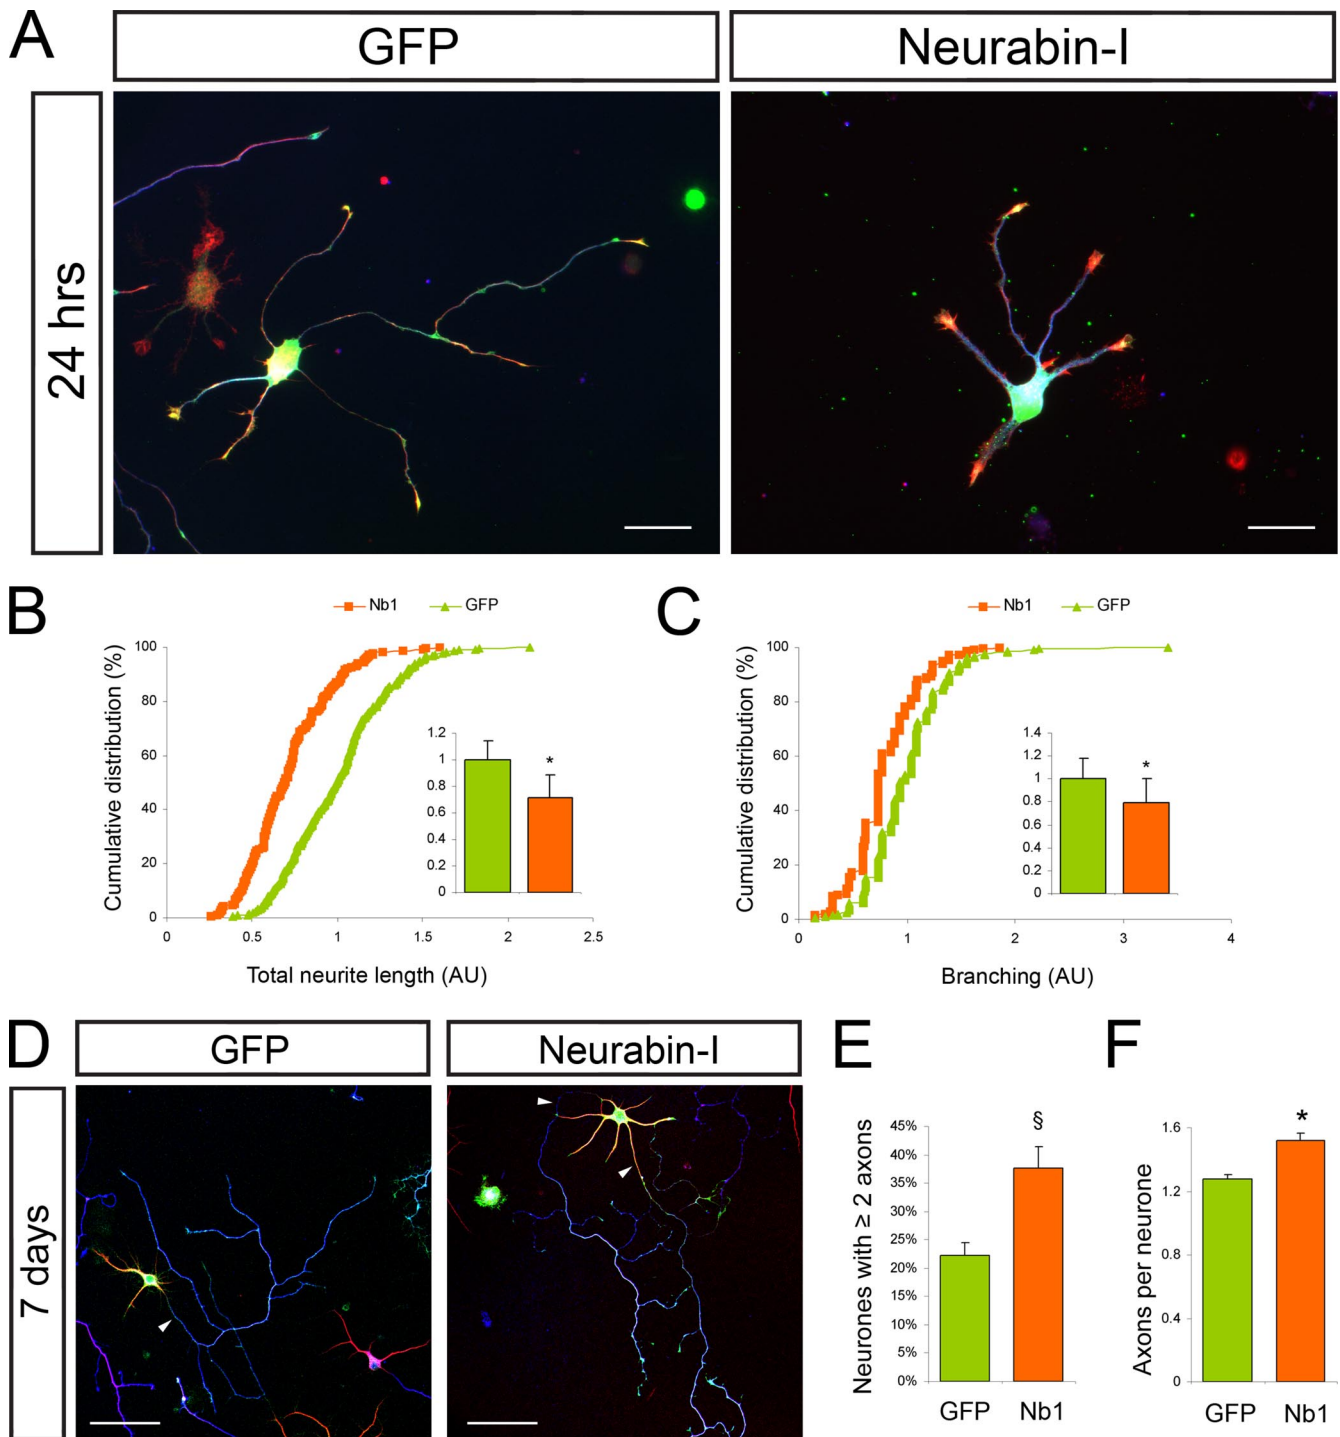 A
GFP
Neurabin-I
24 hrs
B
Nb1
GFP
Cumulative distribution (%)
100
80
60
40
20
0
0
0.5
1
1.5
2
2.5
Total neurite length (AU)
1.2
1
0.8
0.6
0.4
0.2
0
*
C
Nb1
GFP
Cumulative distribution (%)
100
80
60
40
20
0
0
1
2
3
4
Branching (AU)
1.4
1.2
1
0.8
0.6
0.4
0.2
0
*
D
GFP
Neurabin-I
7 days
E
Neurones with ≥ 2 axons
45%
40%
35%
30%
25%
20%
15%
10%
5%
0%
§
GFP
Nb1
F
Axons per neurone
1.6
1.2
0.8
0.4
0
*
GFP
Nb1